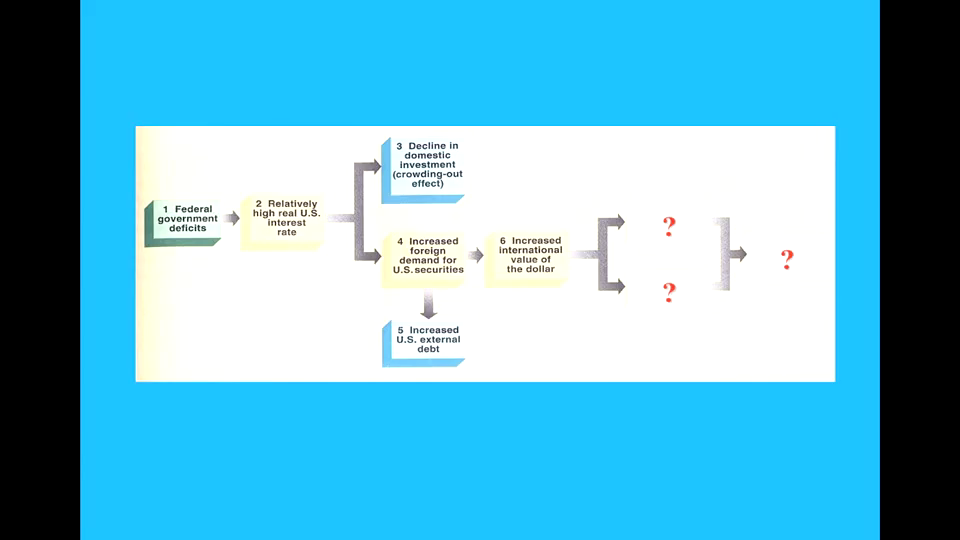 1 Federal
government
deficits
2 Relatively
high real U.S.
interest
rate
3 Decline in
domestic
investment
(crowding-out
effect)
4 Increased
foreign
demand for
U.S. securities
5 Increased
U.S. external
debt
6 Increased
international
value of
the dollar
?
?
?